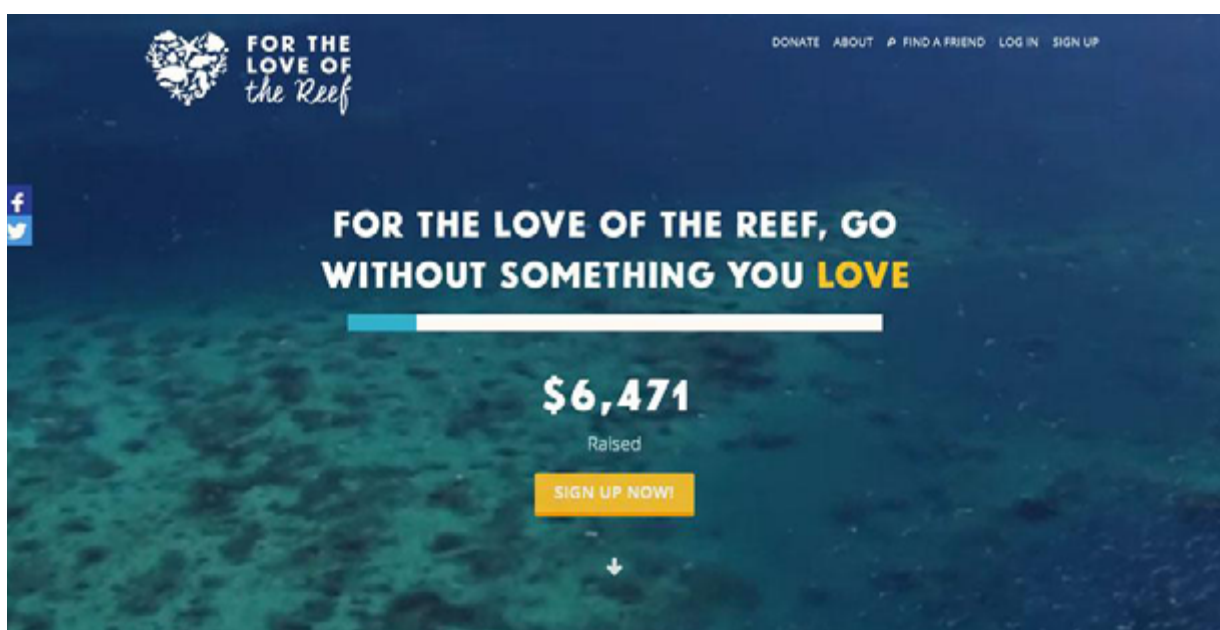 FOR THE
LOVE OF
the Reef
DONATE ABOUT FIND A FRIEND LOG IN SIGN UP
f
FOR THE LOVE OF THE REEF, GO
WITHOUT SOMETHING YOU LOVE
$6,471
Raised
SIGN UP NOW!